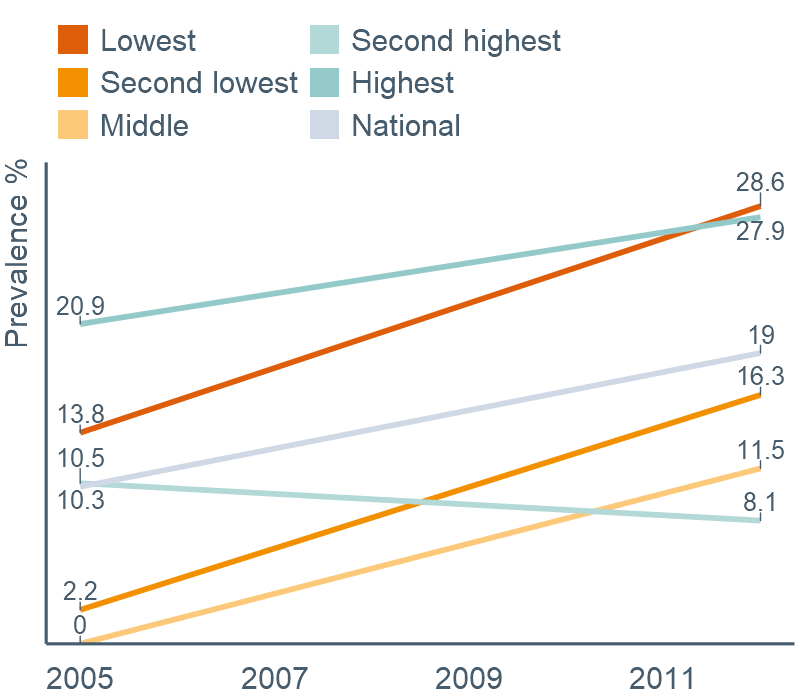 Lowest
Second highest
Second lowest
Highest
Middle
National
Prevalence %
28.6
27.9
20.9
19
16.3
13.8
11.5
10.5
10.3
8.1
2.2
0
2005
2007
2009
2011